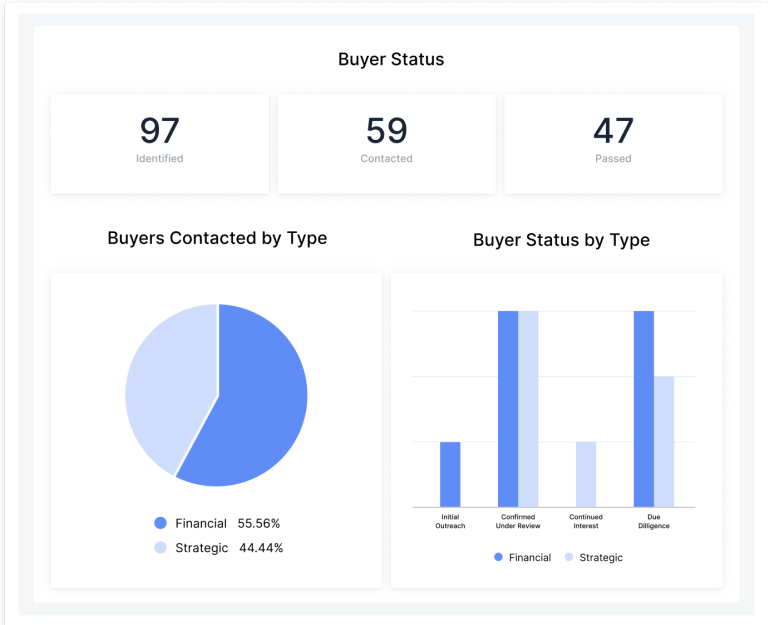 Buyer Status
97
Identified
59
Contacted
47
Passed
Buyers Contacted by Type
Financial 55.56%
Strategic 44.44%
Buyer Status by Type
Initial
Outreach
Confirmed
Under Review
Continued
Interest
Due
Dilligence
Financial
Strategic